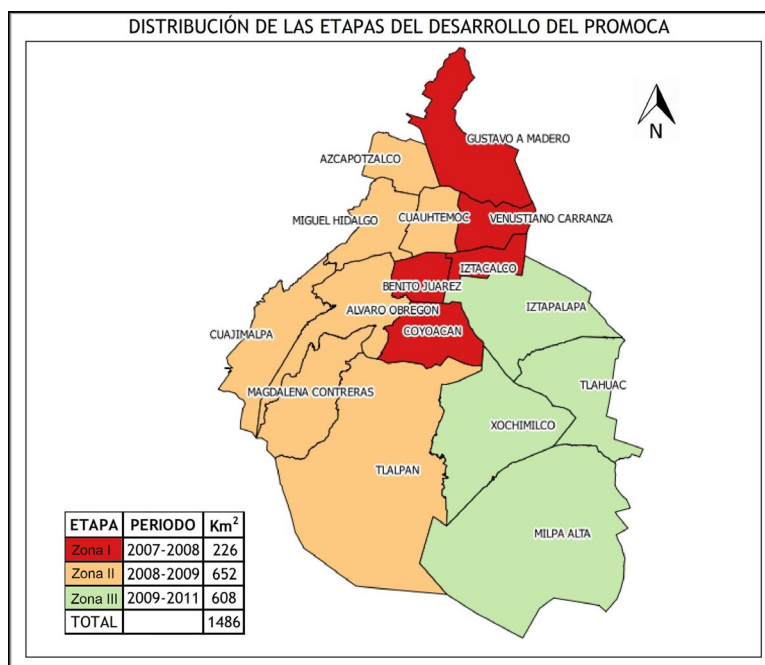 DISTRIBUCIÓN DE LAS ETAPAS DEL DESARROLLO DEL PROMOCA
N
GUSTAVO A MADERO
AZCAPOTZALCO
MIGUEL HIDALGO
CUAUHTEMOC
VENUSTIANO CARRANZA
IZTACALCO
BENITO JUAREZ
IZTAPALAPA
ALVARO OBREGON
COYOACAN
CUAJIMALPA
TLAHUAC
MAGDALENA CONTRERAS
XOCHIMILCO
TLALPAN
MILPA ALTA
ETAPA PERIODO Km²
Zona I 2007-2008 226
Zona II 2008-2009 652
Zona III 2009-2011 608
TOTAL 1486